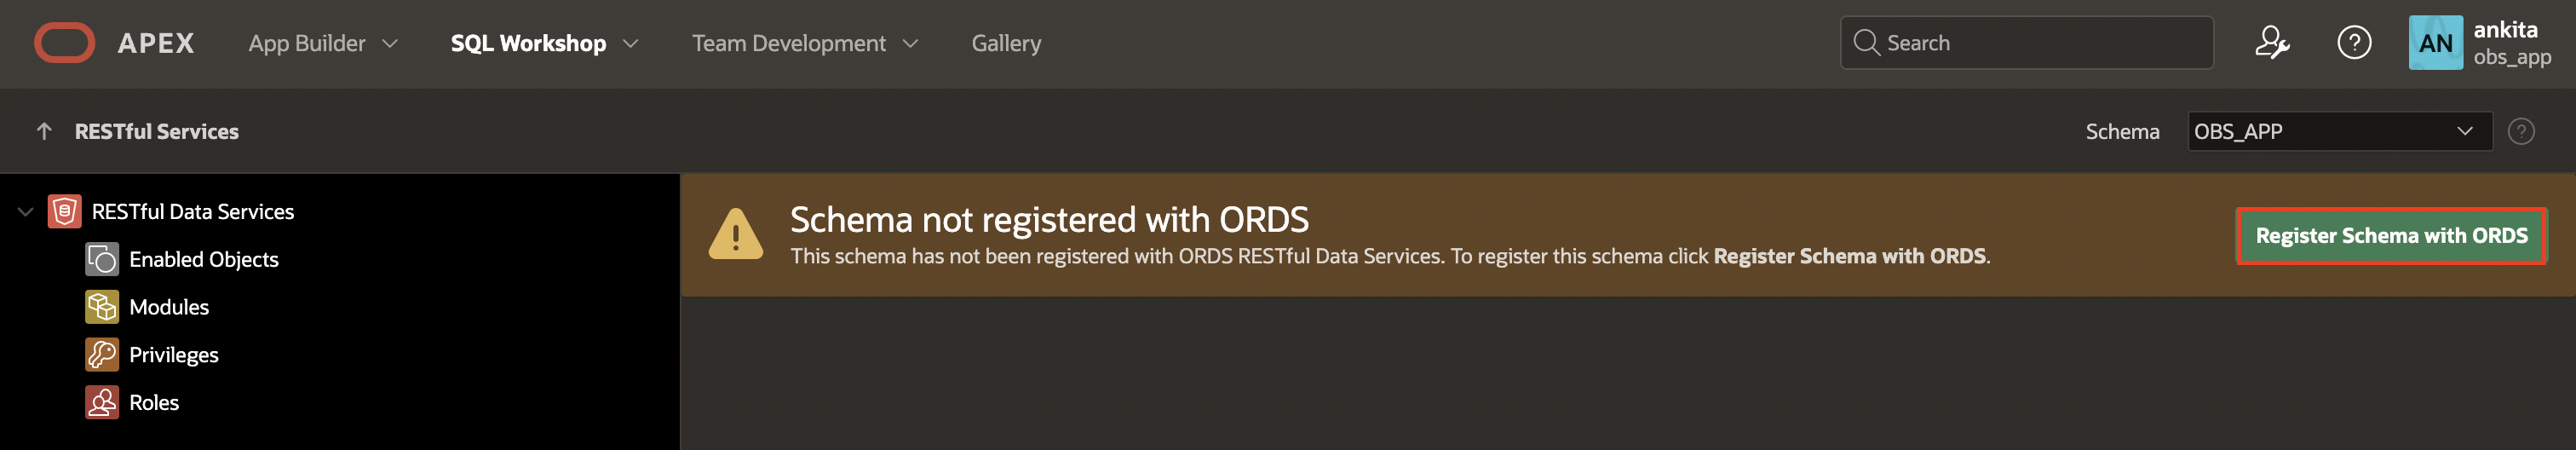 APEX App Builder SQL Workshop Team Development Gallery Search ? AN ankita
obs_app
RESTful Services Schema OBS_APP ?
RESTful Data Services
Enabled Objects
Modules
Privileges
Roles
Schema not registered with ORDS
This schema has not been registered with ORDS RESTful Data Services. To register this schema click Register Schema with ORDS.
Register Schema with ORDS